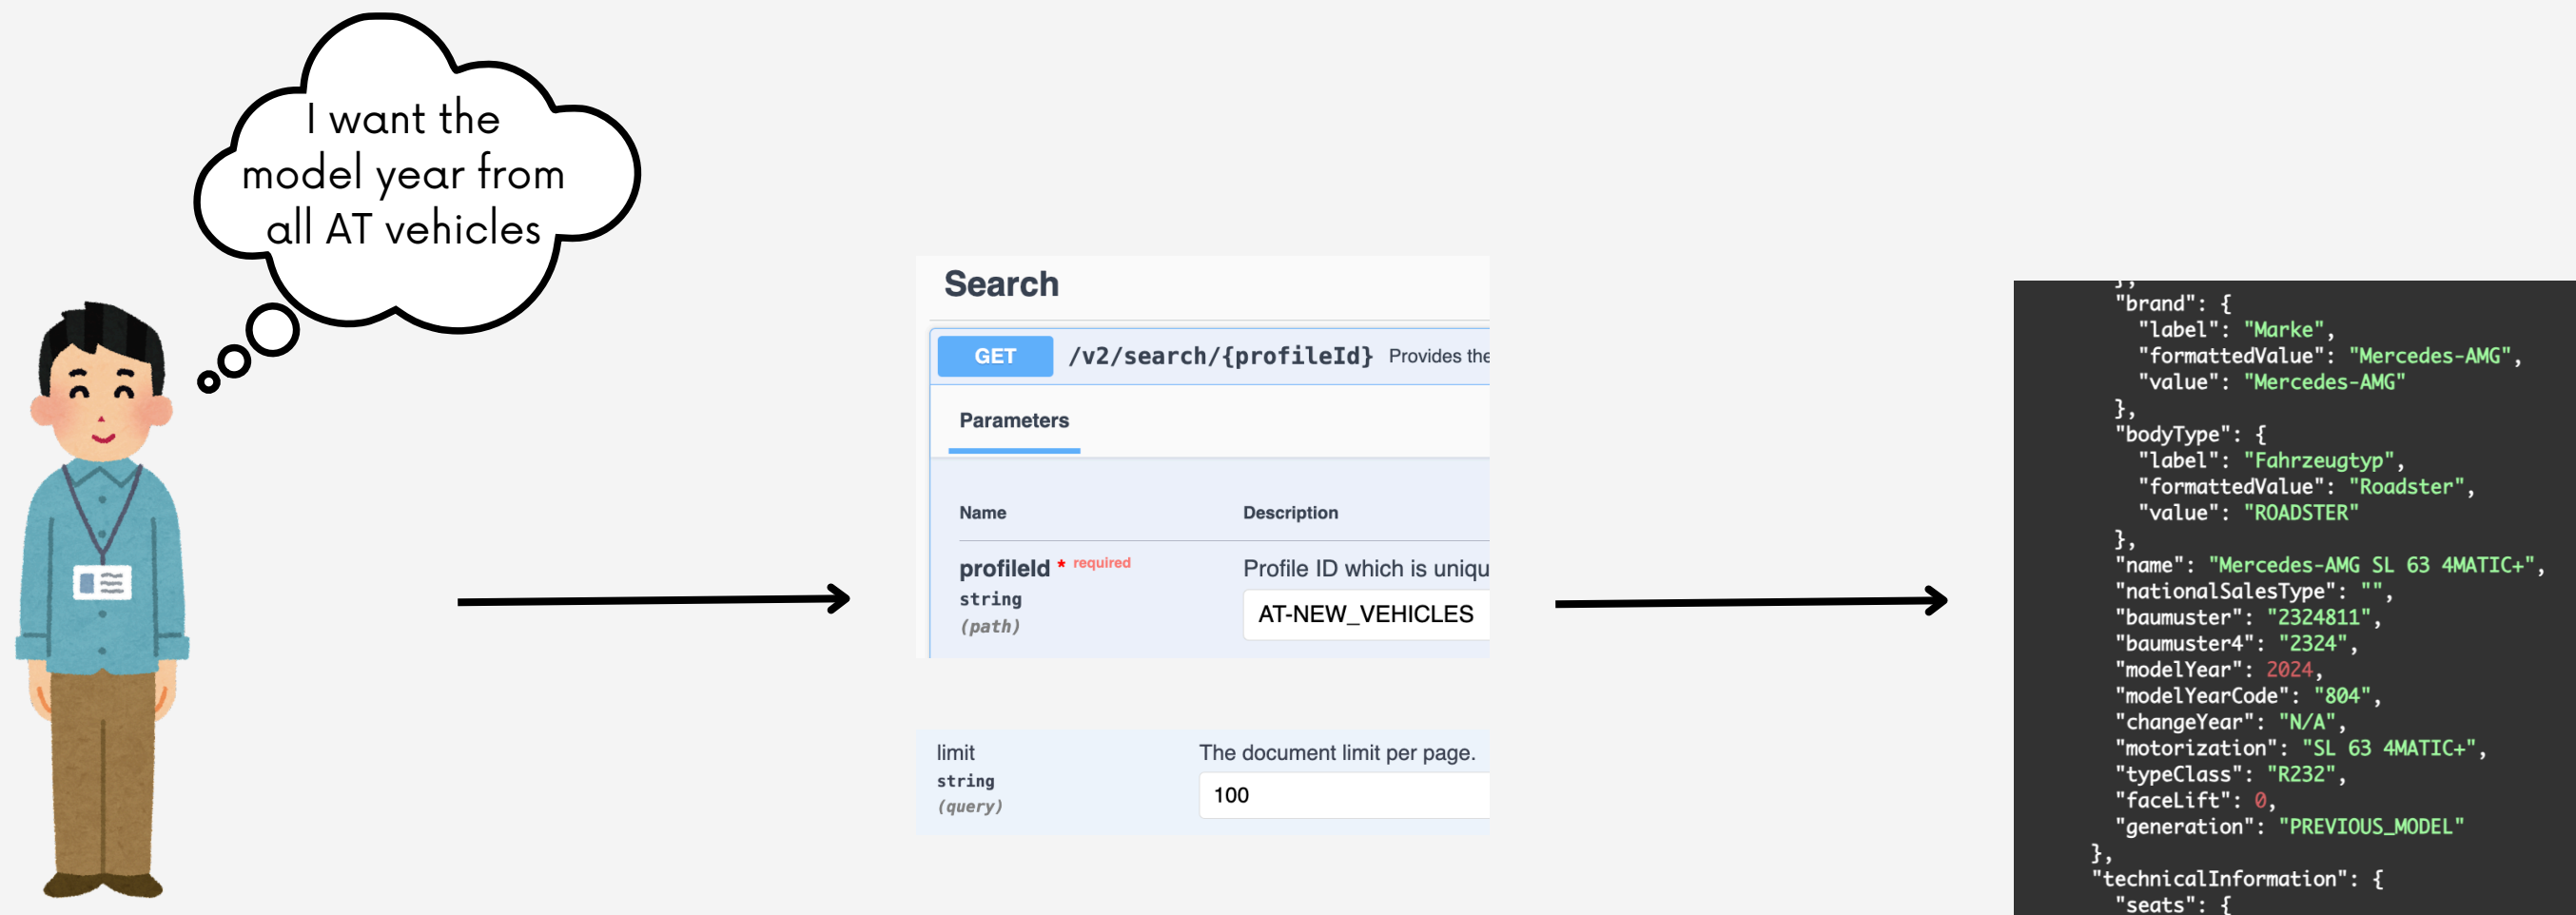 I want the
model year from
all AT vehicles
Search
GET /v2/search/{profileId} Provides the
Parameters
Name Description
profileId * required Profile ID which is uniqu
string
(path)
AT-NEW_VEHICLES
limit The document limit per page.
string
(query)
100
},
"brand": {
"label": "Marke",
"formattedValue": "Mercedes-AMG",
"value": "Mercedes-AMG"
},
"bodyType": {
"label": "Fahrzeugtyp",
"formattedValue": "Roadster",
"value": "ROADSTER"
},
"name": "Mercedes-AMG SL 63 4MATIC+",
"nationalSalesType": "",
"baumuster": "2324811",
"baumuster4": "2324",
"modelYear": 2024,
"modelYearCode": "804",
"changeYear": "N/A",
"motorization": "SL 63 4MATIC+",
"typeClass": "R232",
"faceLift": 0,
"generation": "PREVIOUS_MODEL"
},
"technicalInformation": {
"seats": {